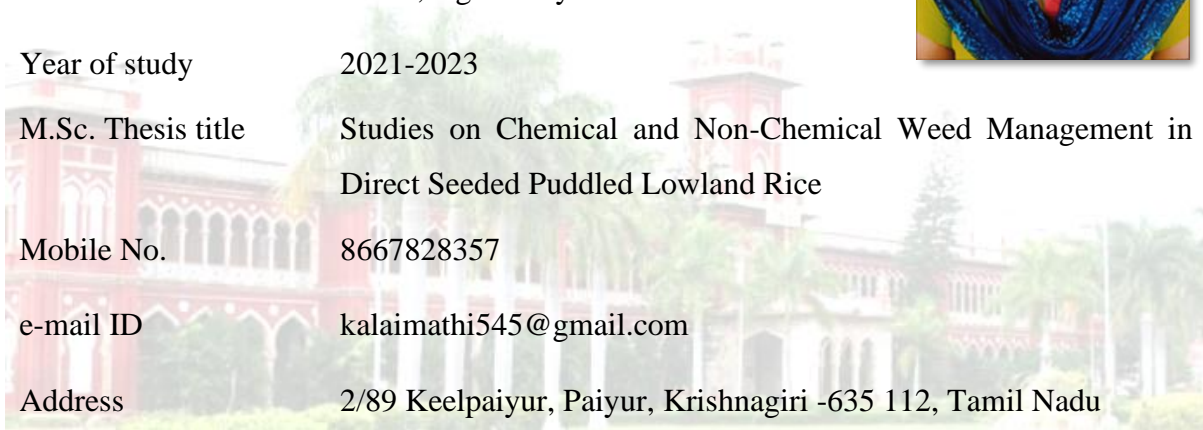 Year of study 2021-2023
M.Sc. Thesis title Studies on Chemical and Non-Chemical Weed Management in
Direct Seeded Puddled Lowland Rice
Mobile No. 8667828357
e-mail ID kalaimathi545@gmail.com
Address 2/89 Keelpaiyur, Paiyur, Krishnagiri -635 112, Tamil Nadu